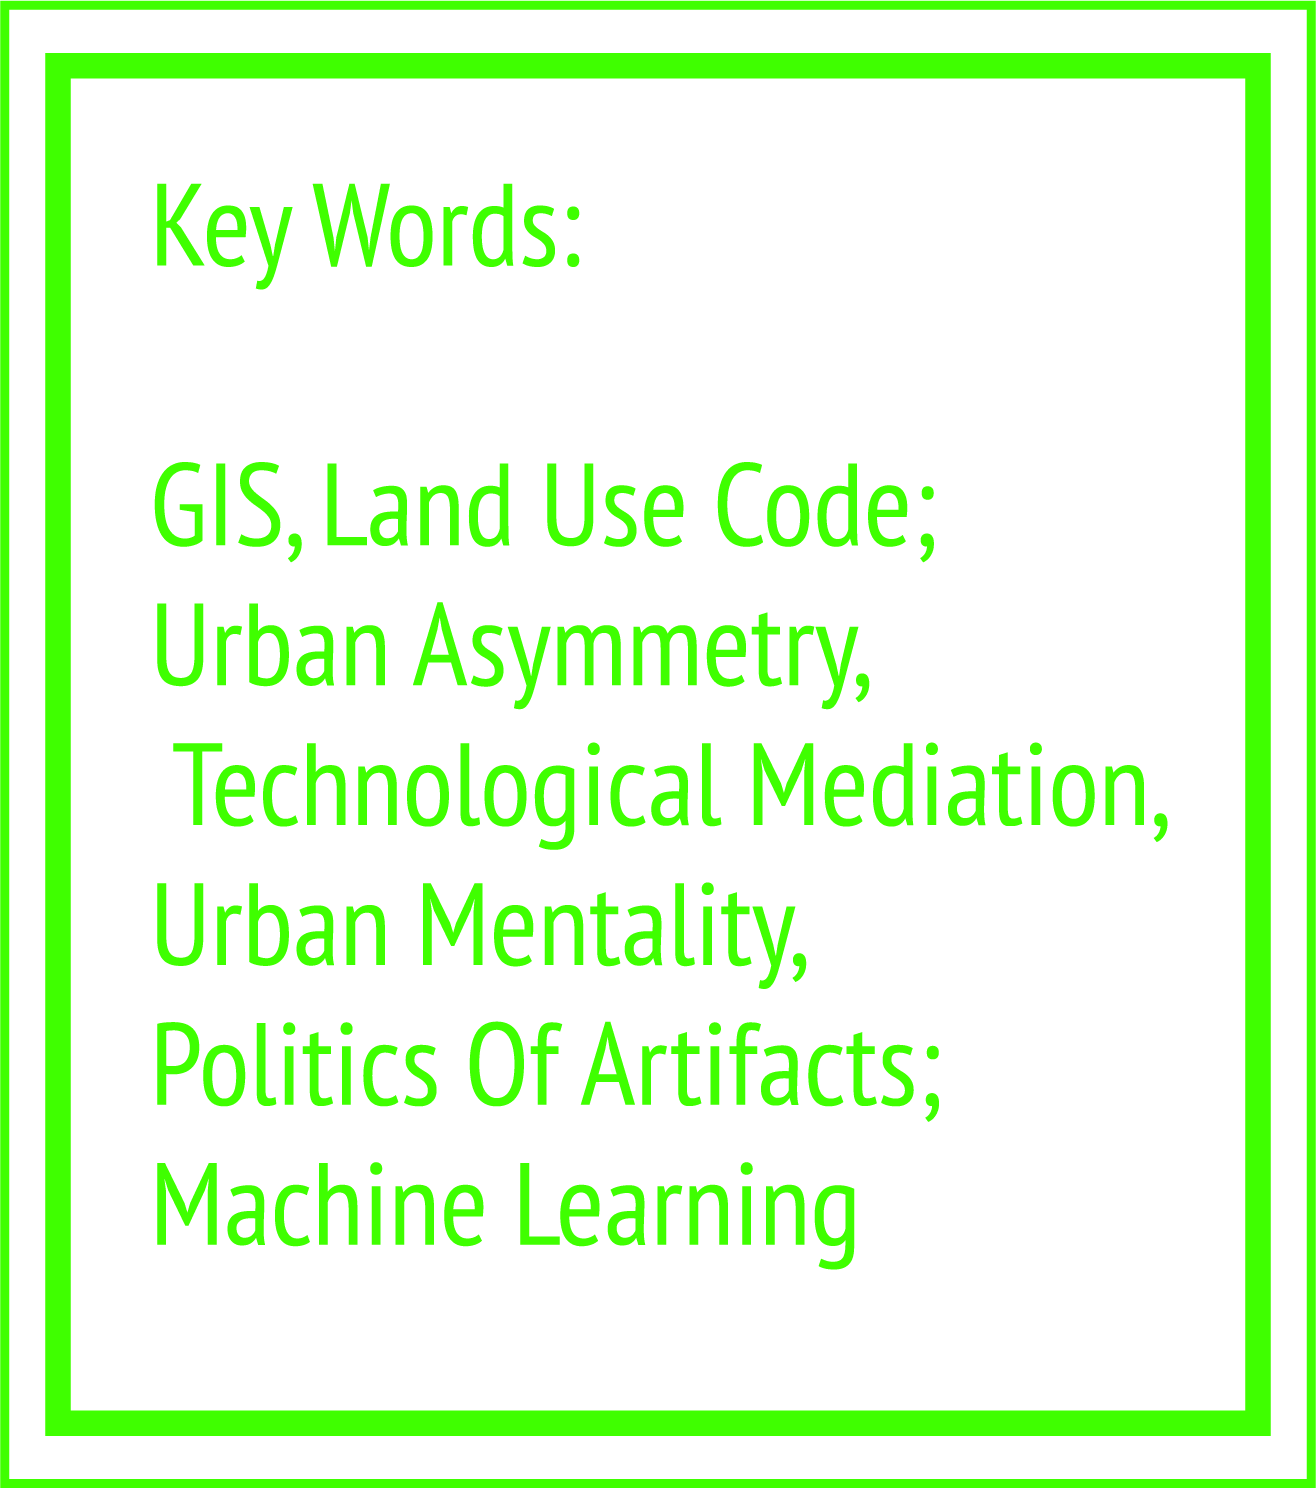 Key Words:
GIS, Land Use Code;
Urban Asymmetry,
Technological Mediation,
Urban Mentality,
Politics Of Artifacts;
Machine Learning